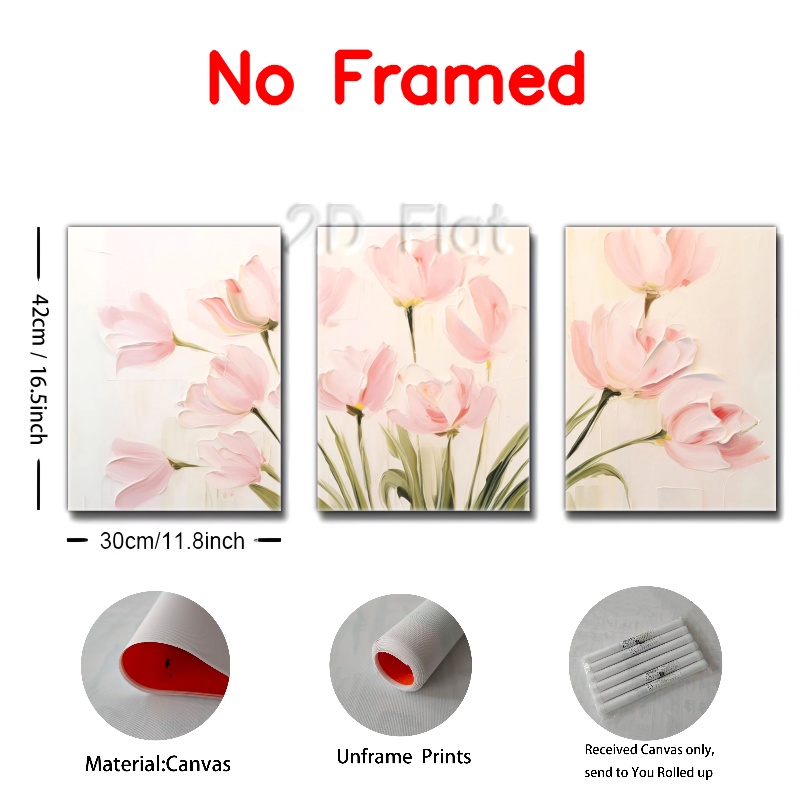 No Framed
2D Flat
42cm / 16.5inch
30cm/11.8inch
Material:Canvas
Unframe Prints
Received Canvas only,
send to You Rolled up